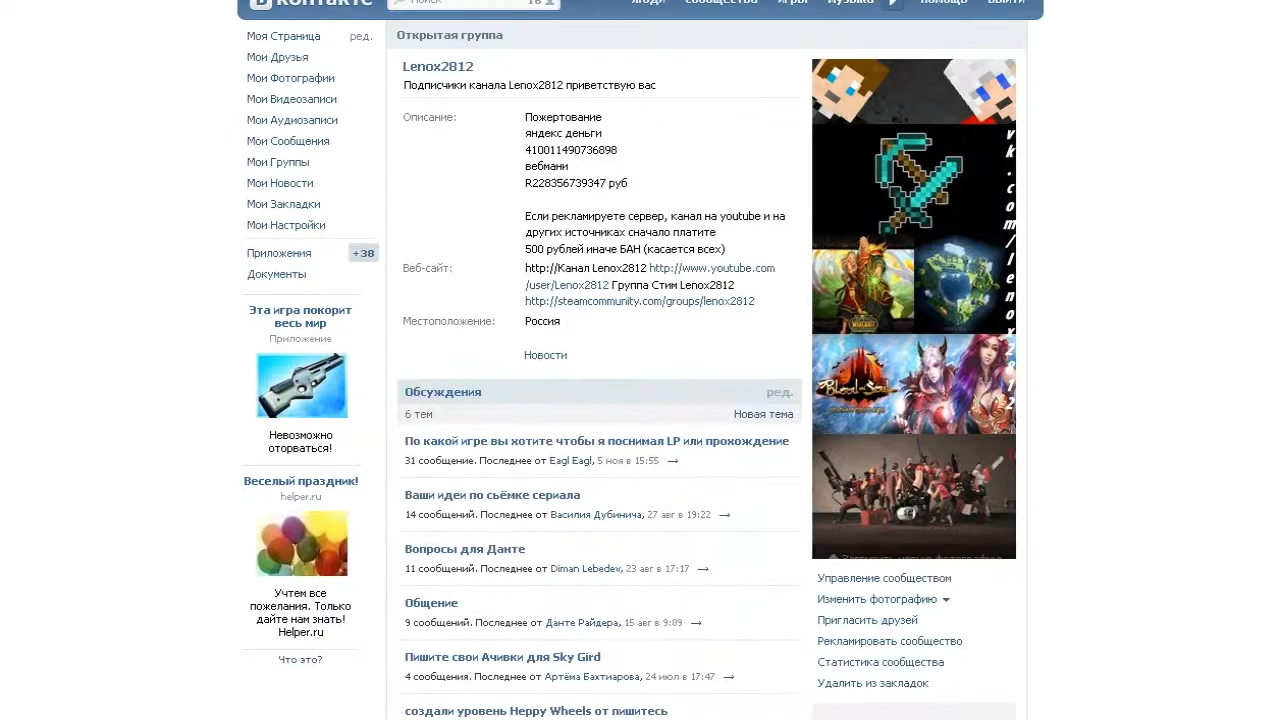 контакте
Поиск
люди сообщества игры музыка помощь выйти
Моя Страница ред.
Мои Друзья
Мои Фотографии
Мои Видеозаписи
Мои Аудиозаписи
Мои Сообщения
Мои Группы
Мои Новости
Мои Закладки
Мои Настройки
Приложения +38
Документы
Эта игра покорит
весь мир
Приложение
Невозможно
оторваться!
Веселый праздник!
helper.ru
Учтем все
пожелания. Только
дайте нам знать!
Helper.ru
Что это?
Открытая группа
Lenox2812
Подписчики канала Lenox2812 приветствую вас
Описание: Пожертование
яндекс деньги
410011490736898
вебмани
R228356739347 руб
Если рекламируете сервер, канал на youtube и на
других источниках сначало платите
500 рублей иначе БАН (касается всех)
Веб-сайт: http://Канал Lenox2812 http://www.youtube.com
/user/Lenox2812 Группа Стим Lenox2812
http://steamcommunity.com/groups/lenox2812
Местоположение: Россия
Новости
Обсуждения ред.
6 тем Новая тема
По какой игре вы хотите чтобы я поснимал LP или прохождение
31 сообщение. Последнее от Eagl Eagl, 5 ноя в 15:55 →
Ваши идеи по сьёмке сериала
14 сообщений. Последнее от Василия Дубинича, 27 авг в 19:22 →
Вопросы для Данте
11 сообщений. Последнее от Diman Lebedev, 23 авг в 17:17 →
Общение
9 сообщений. Последнее от Данте Райдера, 15 авг в 9:09 →
Пишите свои Ачивки для Sky Gird
4 сообщения. Последнее от Артёма Бахтиарова, 24 июл в 17:47 →
создали уровень Heppy Wheels от пишитесь
vk.com/lenox2812
Управление сообществом
Изменить фотографию
Пригласить друзей
Рекламировать сообщество
Статистика сообщества
Удалить из закладок